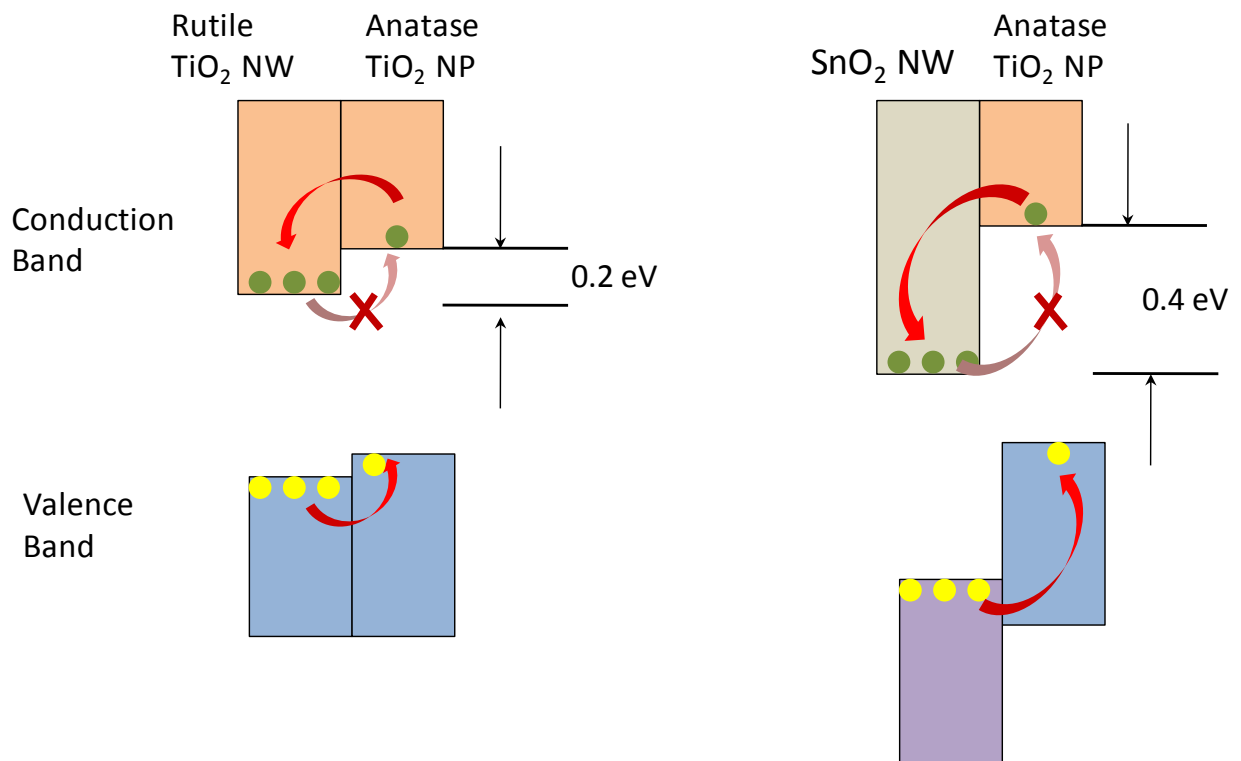 Rutile
TiO₂ NW
Anatase
TiO₂ NP
SnO₂ NW
Anatase
TiO₂ NP
Conduction
Band
0.2 eV
0.4 eV
Valence
Band